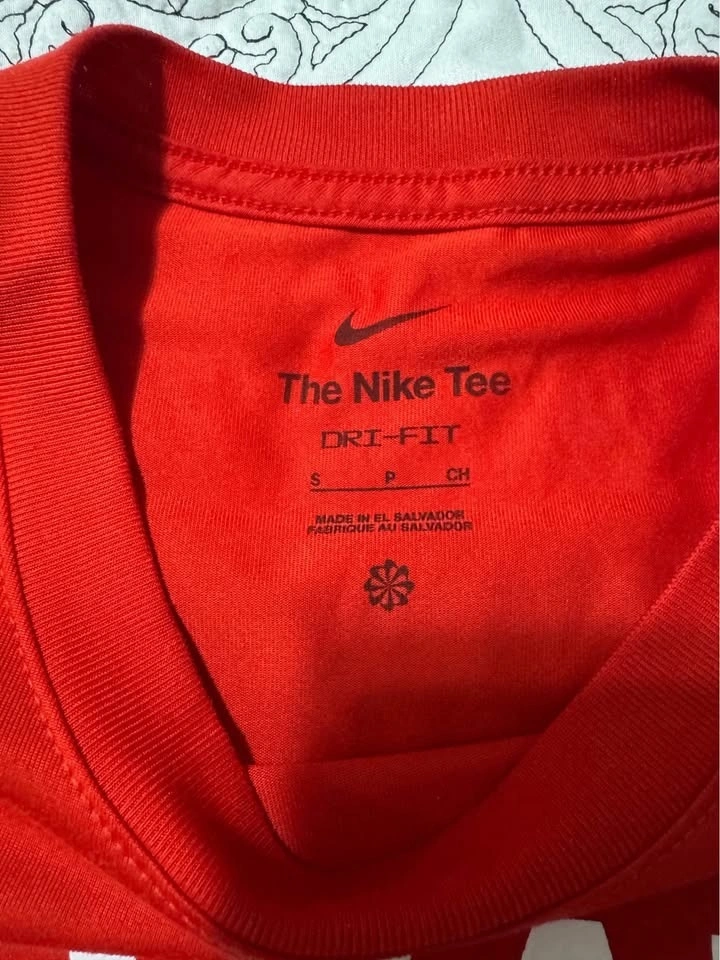 The Nike Tee
DRI-FIT
S P CH
MADE IN EL SALVADOR
FABRIQUE AU SALVADOR